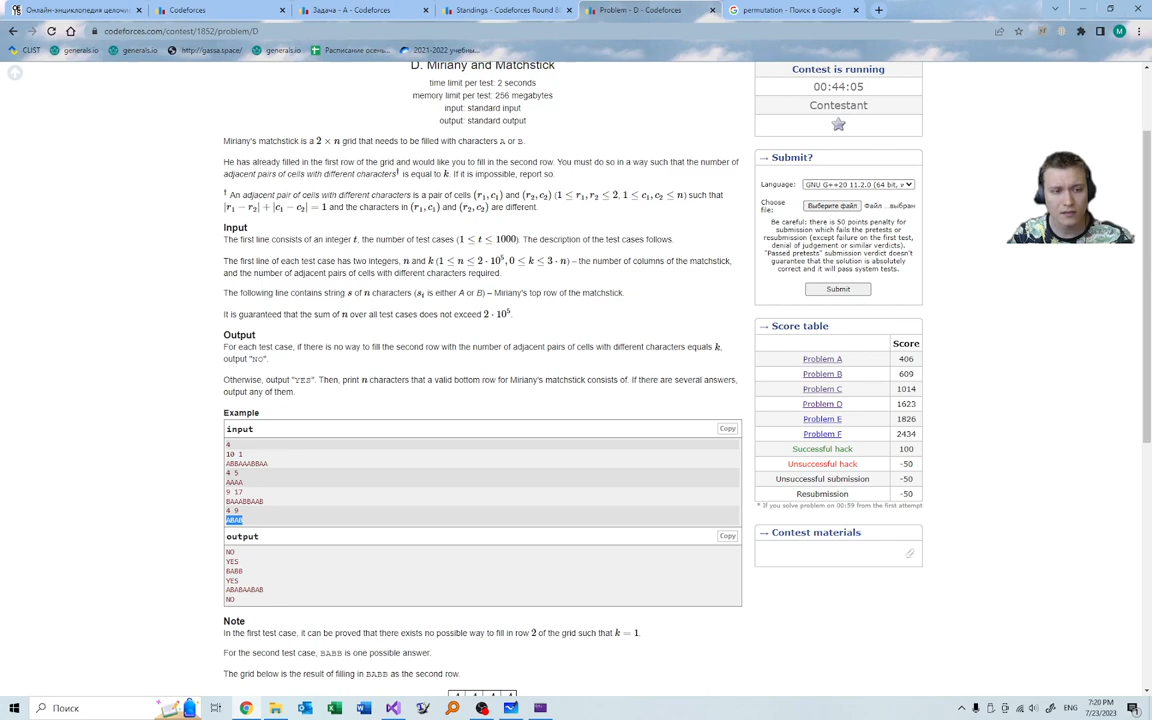 Онлайн-энциклопедия целочи
Codeforces
Задача - A - Codeforces
Standings - Codeforces Round 88
Problem - D - Codeforces
permutation - Поиск в Google
codeforces.com/contest/1852/problem/D
CLIST
generals.io
generals.io
http://gassa.space/
generals.io
Расписание осень...
2021-2022 учебны...
D. Miriany and Matchstick
time limit per test: 2 seconds
memory limit per test: 256 megabytes
input: standard input
output: standard output
Miriany's matchstick is a 2 × n grid that needs to be filled with characters A or B.
He has already filled in the first row of the grid and would like you to fill in the second row. You must do so in a way such that the number of
adjacent pairs of cells with different characters† is equal to k. If it is impossible, report so.
† An adjacent pair of cells with different characters is a pair of cells (r1, c1) and (r2, c2) (1 ≤ r1, r2 ≤ 2, 1 ≤ c1, c2 ≤ n) such that
|r1 − r2| + |c1 − c2| = 1 and the characters in (r1, c1) and (r2, c2) are different.
Input
The first line consists of an integer t, the number of test cases (1 ≤ t ≤ 1000). The description of the test cases follows.
The first line of each test case has two integers, n and k (1 ≤ n ≤ 2 · 10^5, 0 ≤ k ≤ 3 · n) – the number of columns of the matchstick,
and the number of adjacent pairs of cells with different characters required.
The following line contains string s of n characters (si is either A or B) – Miriany's top row of the matchstick.
It is guaranteed that the sum of n over all test cases does not exceed 2 · 10^5.
Output
For each test case, if there is no way to fill the second row with the number of adjacent pairs of cells with different characters equals k,
output "NO".
Otherwise, output "YES". Then, print n characters that a valid bottom row for Miriany's matchstick consists of. If there are several answers,
output any of them.
Example
input
Copy
4
10 1
ABBAAABBAA
4 5
AAAA
9 17
BAAABBAAB
4 9
ABAB
output
Copy
NO
YES
BABB
YES
ABABAABAB
NO
Note
In the first test case, it can be proved that there exists no possible way to fill in row 2 of the grid such that k = 1.
For the second test case, BABB is one possible answer.
The grid below is the result of filling in BABB as the second row.
A A A A
Contest is running
00:44:05
Contestant
→ Submit?
Language: GNU G++20 11.2.0 (64 bit, v
Choose file: Выберите файл Файл ...выбран
Be careful: there is 50 points penalty for
submission which fails the pretests or
resubmission (except failure on the first test,
denial of judgement or similar verdicts).
"Passed pretests" submission verdict doesn't
guarantee that the solution is absolutely
correct and it will pass system tests.
Submit
→ Score table
Score
Problem A 406
Problem B 609
Problem C 1014
Problem D 1623
Problem E 1826
Problem F 2434
Successful hack 100
Unsuccessful hack -50
Unsuccessful submission -50
Resubmission -50
* If you solve problem on 00:59 from the first attempt
→ Contest materials
Поиск
ENG
7:20 PM
7/23/2023